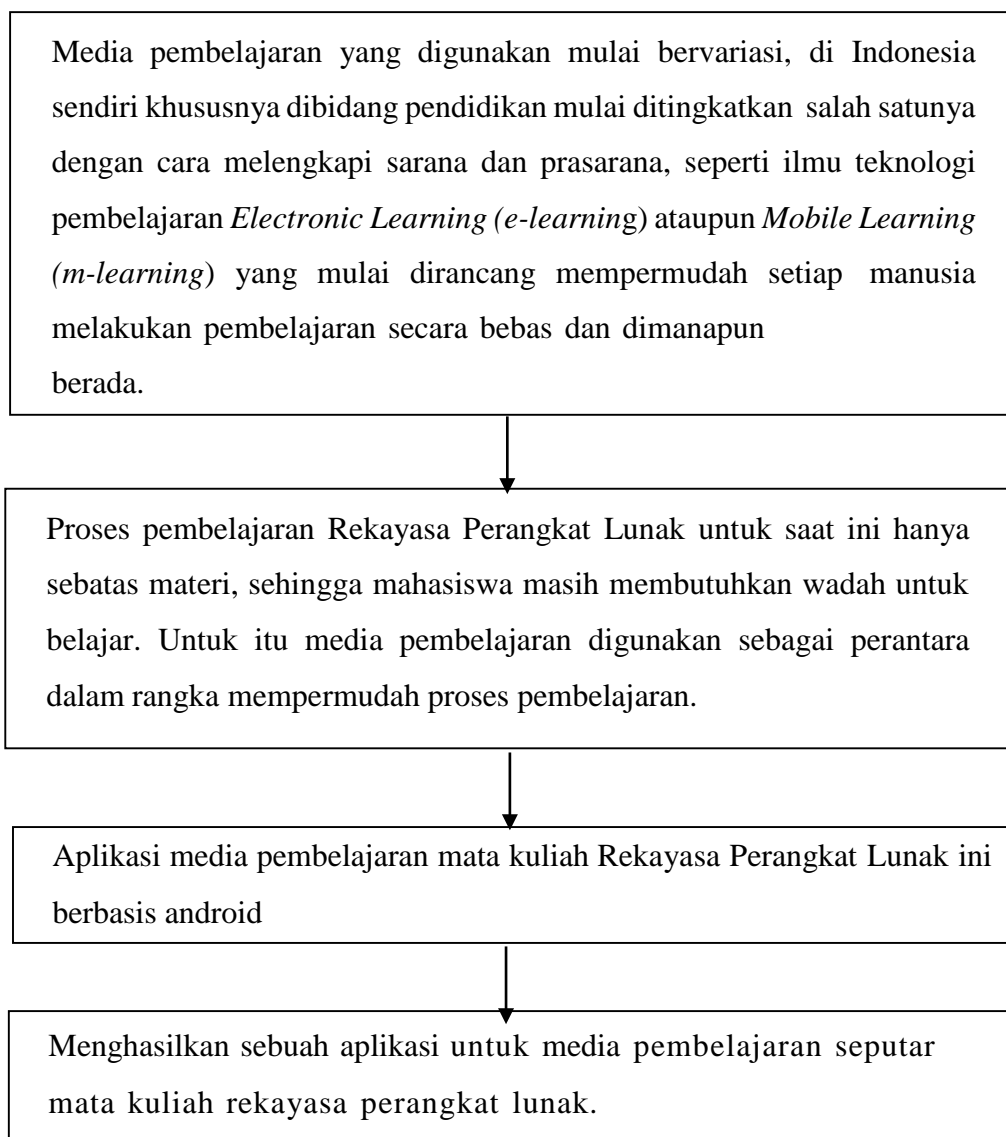 Media pembelajaran yang digunakan mulai bervariasi, di Indonesia
sendiri khususnya dibidang pendidikan mulai ditingkatkan salah satunya
dengan cara melengkapi sarana dan prasarana, seperti ilmu teknologi
pembelajaran Electronic Learning (e-learning) ataupun Mobile Learning
(m-learning) yang mulai dirancang mempermudah setiap manusia
melakukan pembelajaran secara bebas dan dimanapun
berada.
Proses pembelajaran Rekayasa Perangkat Lunak untuk saat ini hanya
sebatas materi, sehingga mahasiswa masih membutuhkan wadah untuk
belajar. Untuk itu media pembelajaran digunakan sebagai perantara
dalam rangka mempermudah proses pembelajaran.
Aplikasi media pembelajaran mata kuliah Rekayasa Perangkat Lunak ini
berbasis android
Menghasilkan sebuah aplikasi untuk media pembelajaran seputar
mata kuliah rekayasa perangkat lunak.